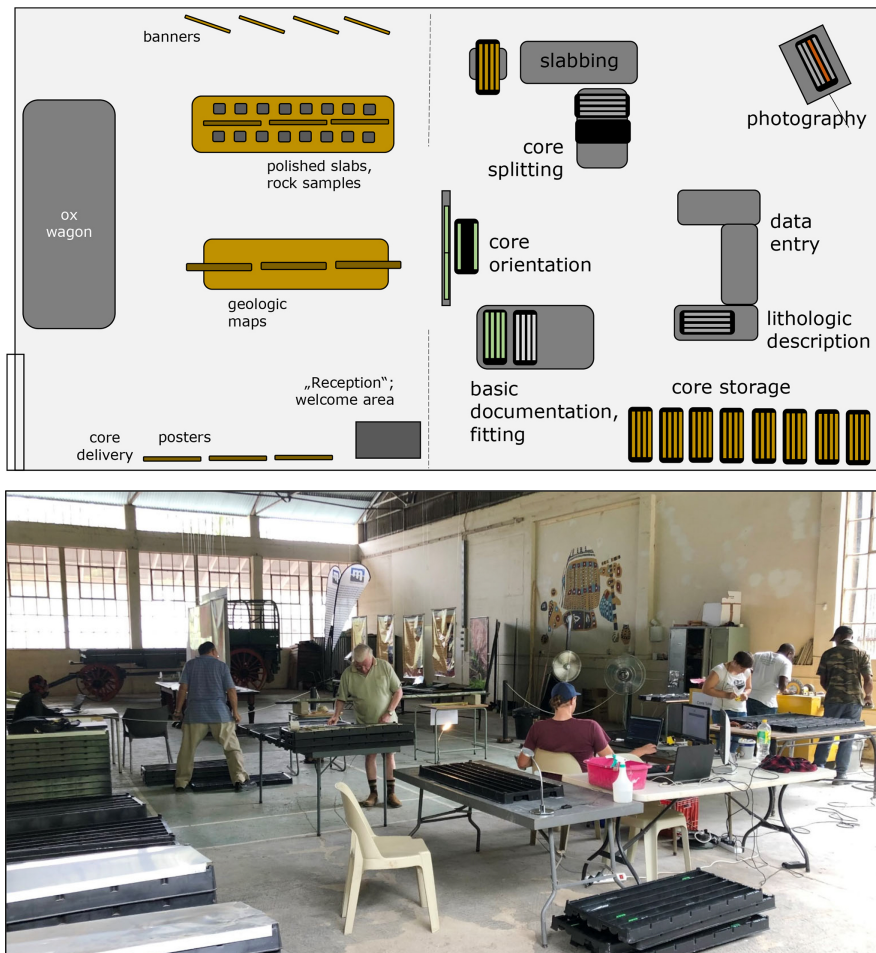 banners
slabbing
photography
core
splitting
polished slabs,
rock samples
ox
wagon
data
entry
core
orientation
geologic
maps
lithologic
description
„Reception“;
welcome area
basic
documentation,
fitting
core storage
core
delivery
posters